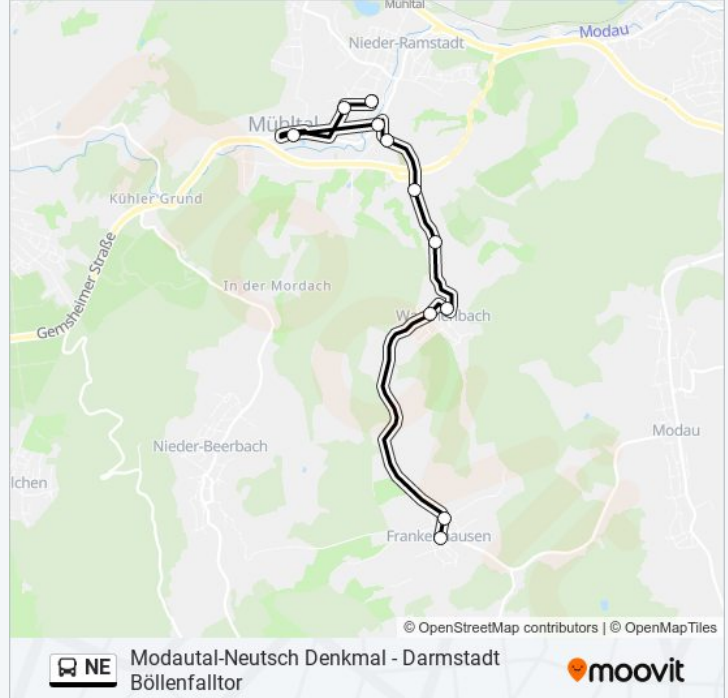 Mühltal
Nieder-Ramstadt
Modau
Mühltal
Kühler Grund
In der Mordach
Gernsheimer Straße
Nieder-Beerbach
Modau
© OpenStreetMap contributors | © OpenMapTiles
NE
Modautal-Neutsch Denkmal - Darmstadt
Böllenfalltor
moovit